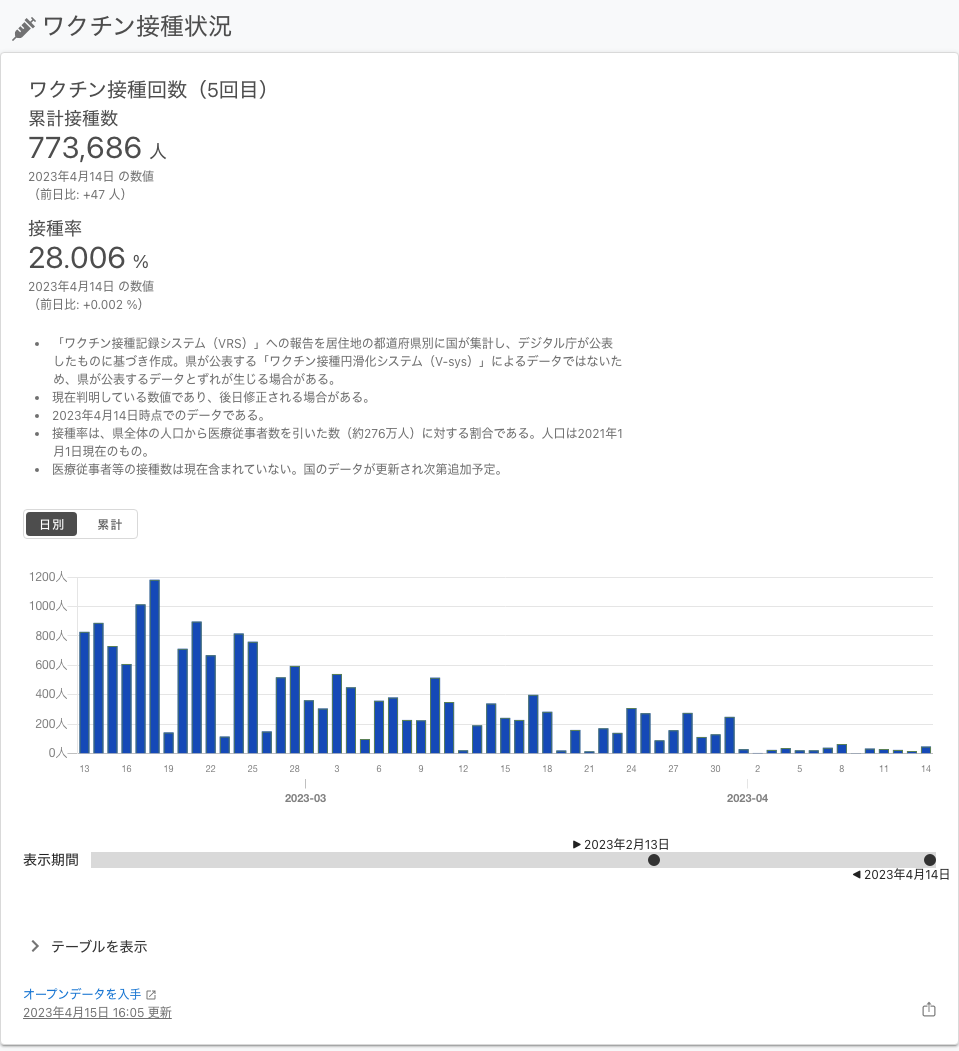 ワクチン接種状況
ワクチン接種回数（5回目）
累計接種数
773,686 人
2023年4月14日 の数値
（前日比: +47 人）
接種率
28.006 %
2023年4月14日 の数値
（前日比: +0.002 %）
• 「ワクチン接種記録システム（VRS）」への報告を居住地の都道府県別に国が集計し、デジタル庁が公表
したものに基づき作成。県が公表する「ワクチン接種円滑化システム（V-sys）」によるデータではないた
め、県が公表するデータとずれが生じる場合がある。
• 現在判明している数値であり、後日修正される場合がある。
• 2023年4月14日時点でのデータである。
• 接種率は、県全体の人口から医療従事者数を引いた数（約276万人）に対する割合である。人口は2021年1
月1日現在のもの。
• 医療従事者等の接種数は現在含まれていない。国のデータが更新され次第追加予定。
日別 累計
1200人
1000人
800人
600人
400人
200人
0人
13 16 19 22 25 28 3 6 9 12 15 18 21 24 27 30 2 5 8 11 14
2023-03 2023-04
▶ 2023年2月13日
表示期間
◀ 2023年4月14日
テーブルを表示
オープンデータを入手
2023年4月15日 16:05 更新